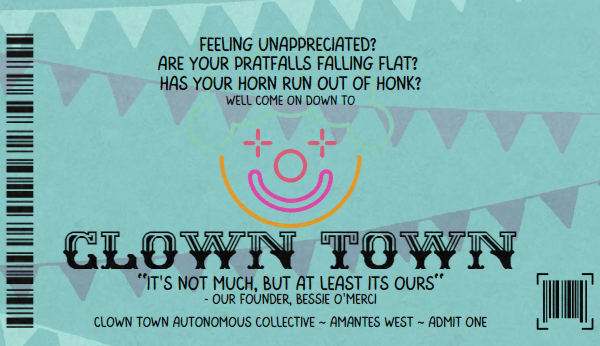 FEELING UNAPPRECIATED?
ARE YOUR PRATFALLS FALLING FLAT?
HAS YOUR HORN RUN OUT OF HONK?
WELL COME ON DOWN TO
CLOWN TOWN
“IT'S NOT MUCH, BUT AT LEAST ITS OURS“
- OUR FOUNDER, BESSIE O'MERCI
CLOWN TOWN AUTONOMOUS COLLECTIVE ~ AMANTES WEST ~ ADMIT ONE